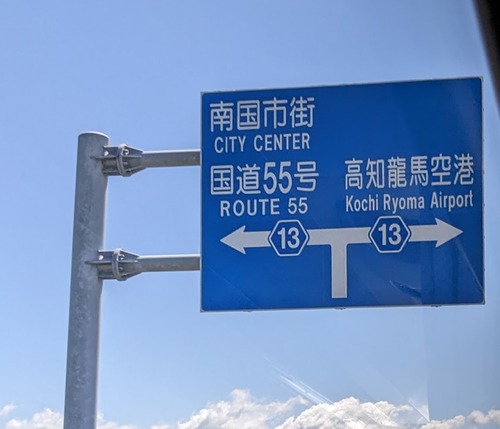 南国市街
CITY CENTER
国道55号
ROUTE 55
高知龍馬空港
Kochi Ryoma Airport
13
13